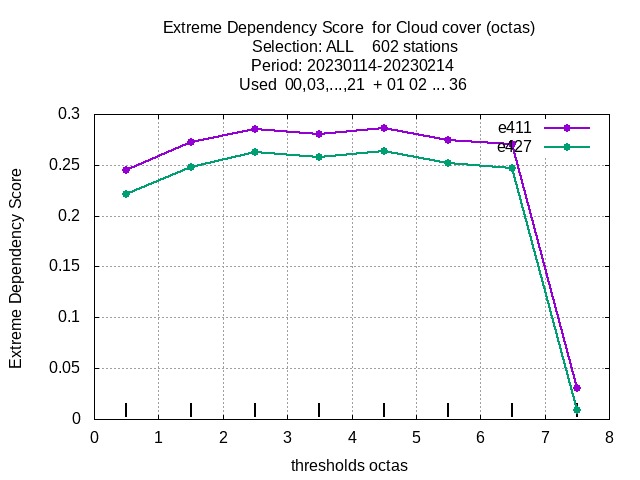 Extreme Dependency Score  for Cloud cover (octas)
Selection: ALL    602 stations
Period: 20230114-20230214
Used  00,03,...,21  + 01 02 ... 36
e411
e427
0.3
0.25
0.2
0.15
0.1
0.05
0
Extreme Dependency Score
0 1 2 3 4 5 6 7 8
thresholds octas